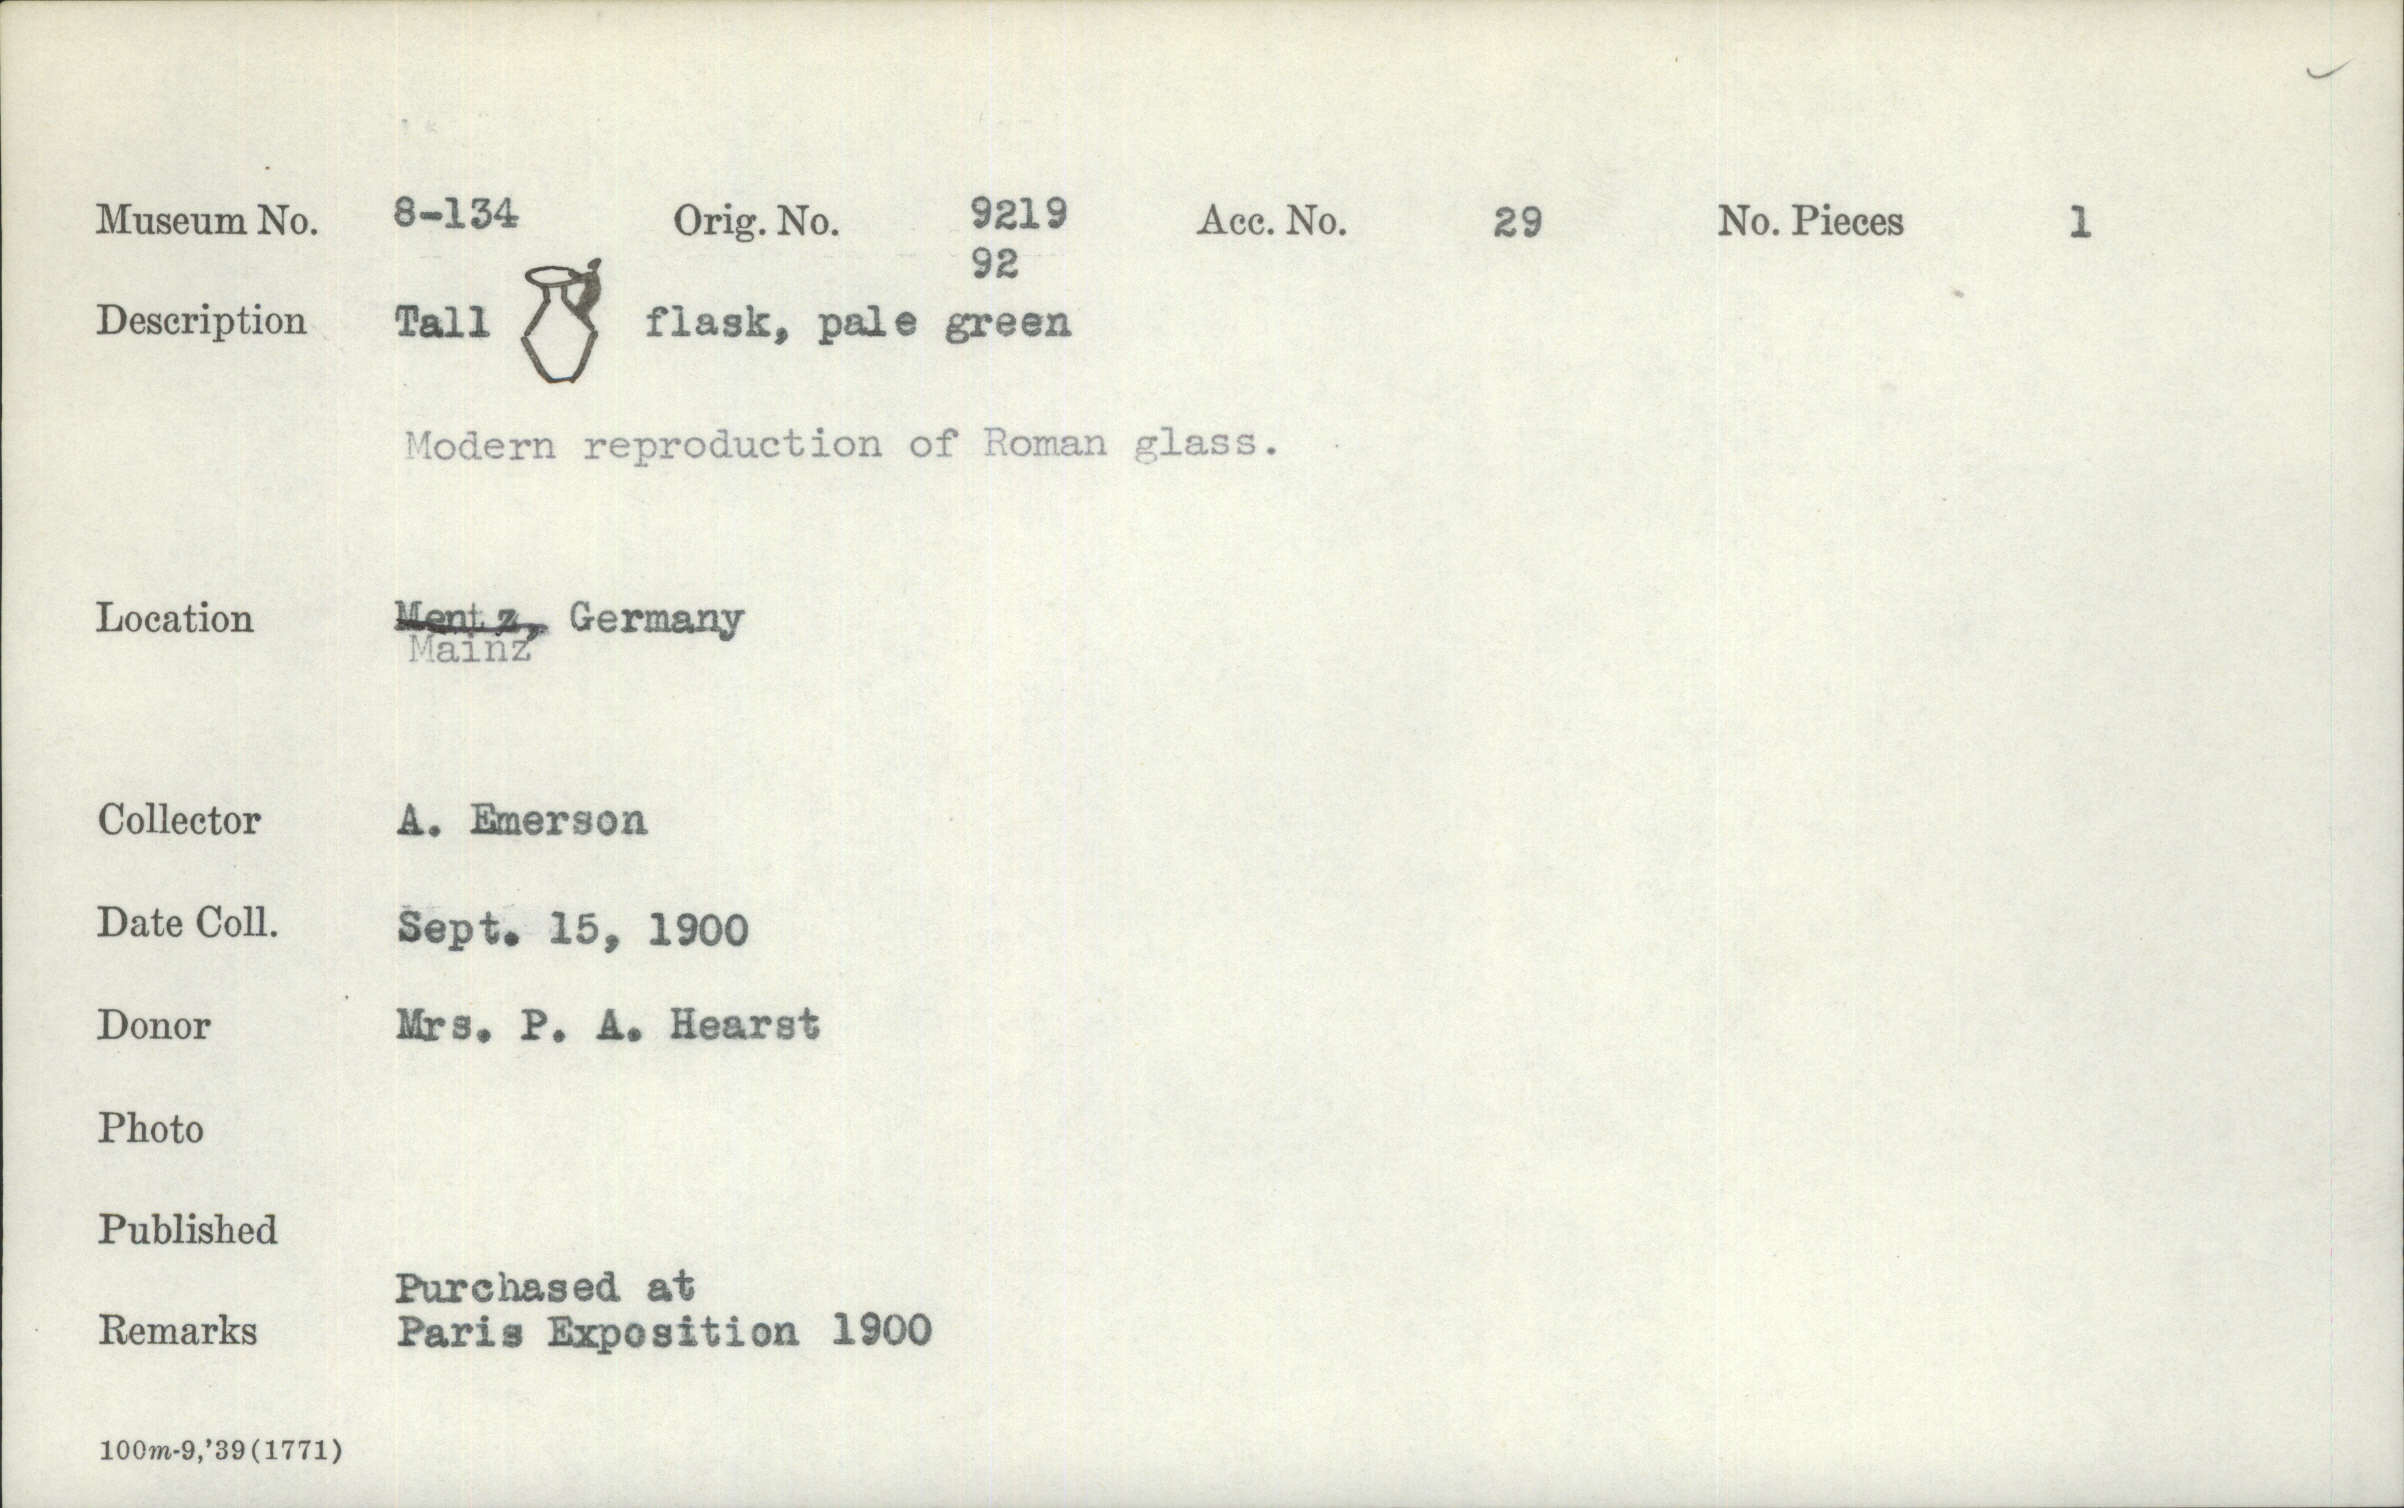 Museum No. 8-134 Orig. No. 9219 Acc. No. 29 No. Pieces 1
92
Description Tall flask, pale green
Modern reproduction of Roman glass.
Location Mentz, Germany
Mainz
Collector A. Emerson
Date Coll. Sept. 15, 1900
Donor Mrs. P. A. Hearst
Photo
Published
Purchased at
Remarks Paris Exposition 1900
100m-9,'39(1771)